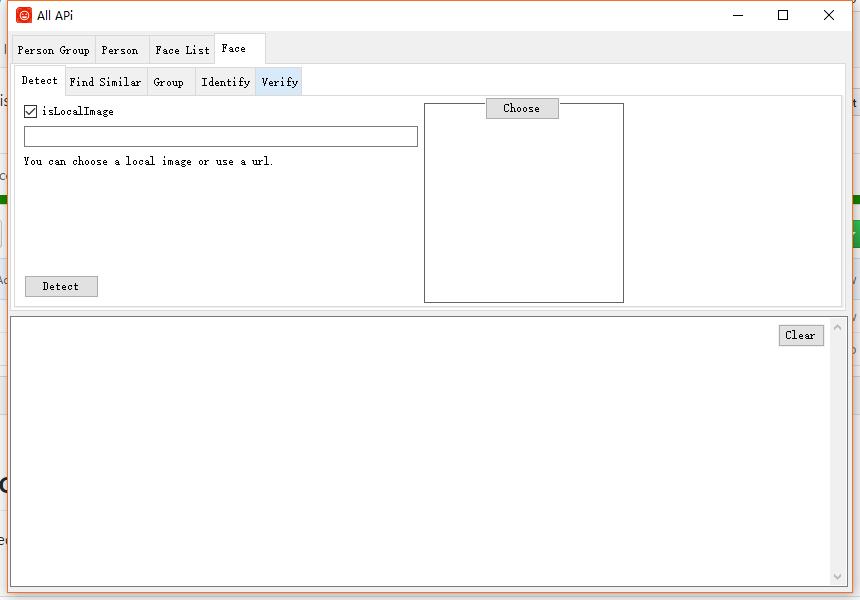 All APi
Person Group Person Face List Face
Detect Find Similar Group Identify Verify
isLocalImage
Choose
You can choose a local image or use a url.
Detect
Clear